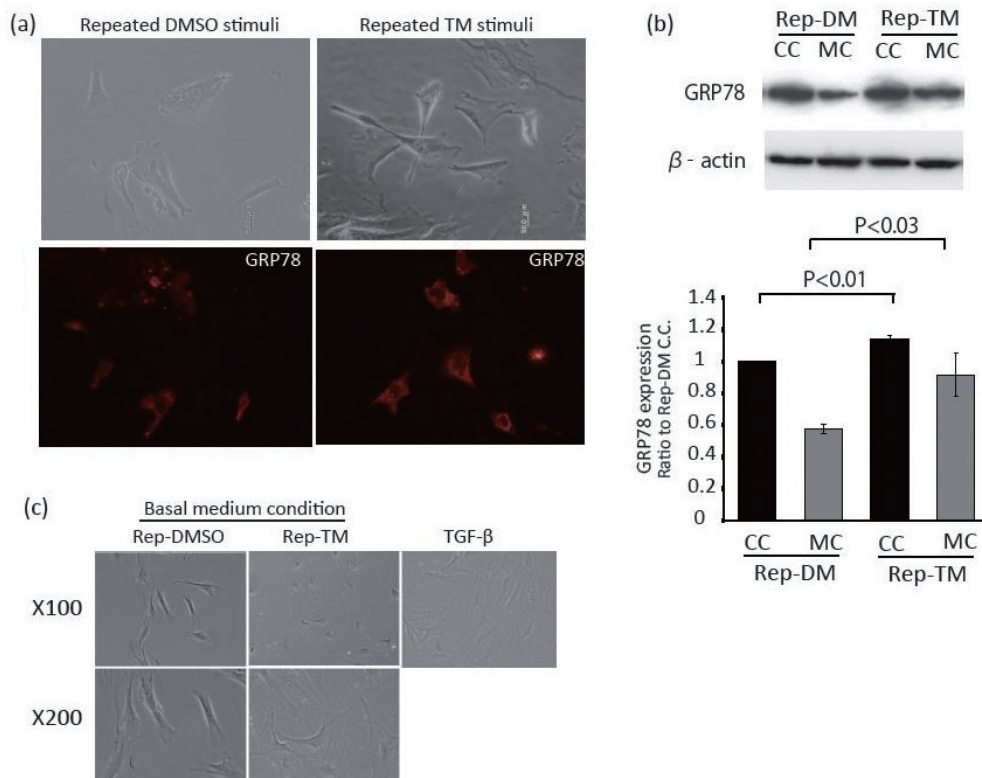 (a)
Repeated DMSO stimuli
Repeated TM stimuli
GRP78
GRP78
(b)
Rep-DM Rep-TM
CC MC CC MC
GRP78
β - actin
P<0.03
P<0.01
GRP78 expression
Ratio to Rep-DM C.C.
1.4
1.2
1
0.8
0.6
0.4
0.2
0
CC MC CC MC
Rep-DM Rep-TM
(c)
Basal medium condition
Rep-DMSO Rep-TM TGF-β
X100
X200